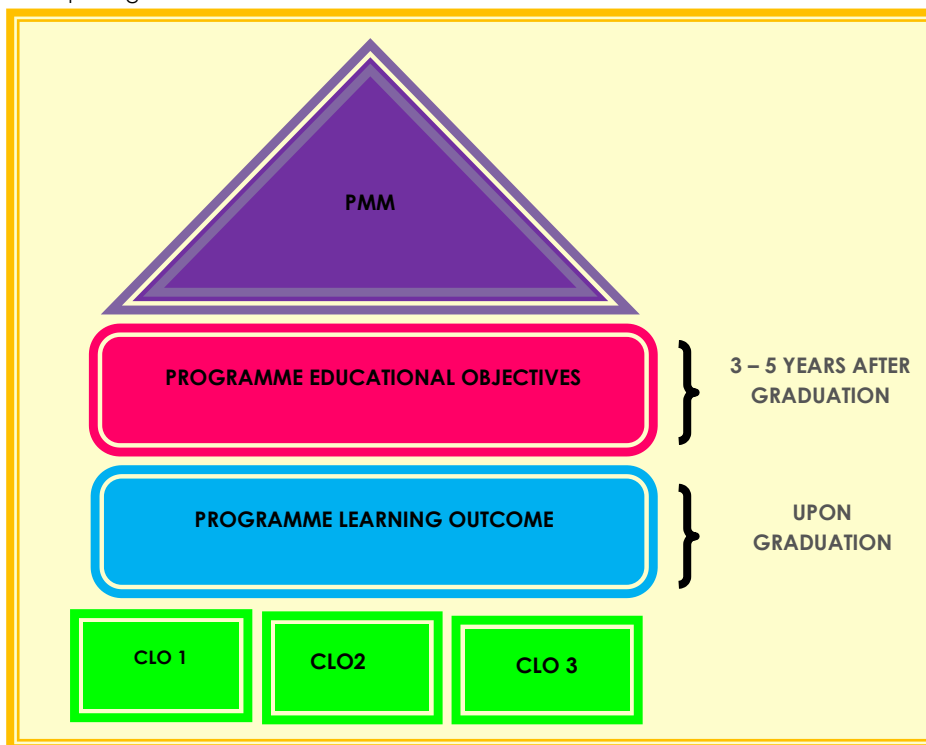 PMM
PROGRAMME EDUCATIONAL OBJECTIVES
3 – 5 YEARS AFTER
GRADUATION
PROGRAMME LEARNING OUTCOME
UPON
GRADUATION
CLO 1
CLO2
CLO 3